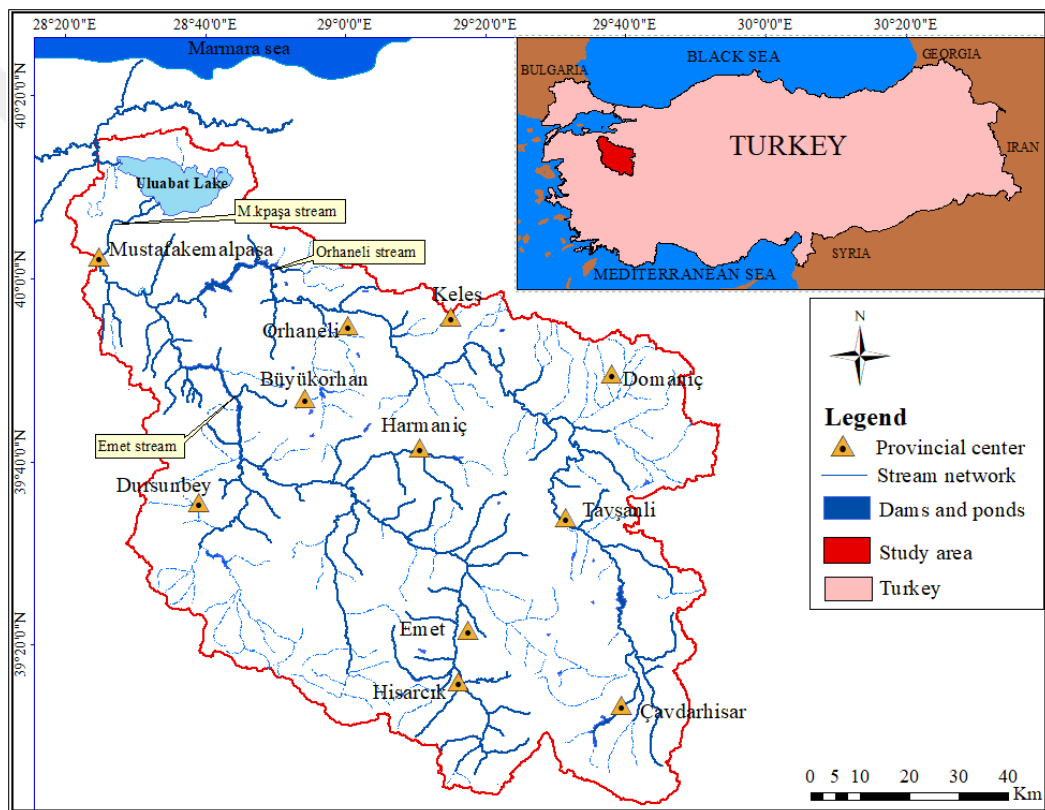 28°20'0"E 28°40'0"E 29°0'0"E 29°20'0"E 29°40'0"E 30°0'0"E 30°20'0"E
Marmara sea
BLACK SEA
GEORGIA
BULGARIA
TURKEY
IRAN
SYRIA
MEDITERRANEAN SEA
40°20'0"N
40°0'0"N
39°40'0"N
39°20'0"N
Uluabat Lake
M.kpaşa stream
Mustafakemalpaşa
Orhaneli stream
Keles
Orhaneli
Domaniç
Büyükorhan
Harmaniç
Emet stream
Dursunbey
Tavşanli
Emet
Hisarcık
Çavdarhisar
N
Legend
Provincial center
Stream network
Dams and ponds
Study area
Turkey
0 5 10 20 30 40
Km